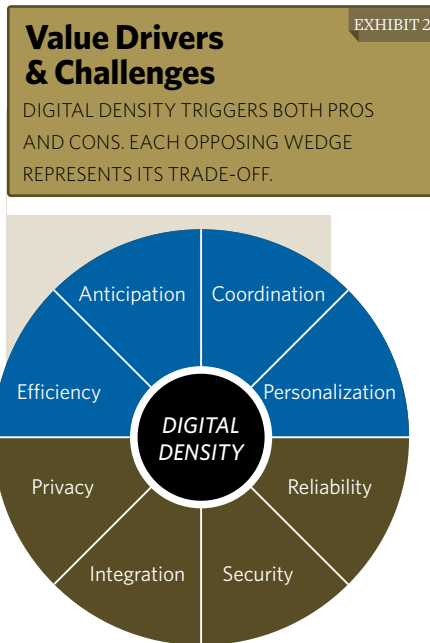 EXHIBIT 2
Value Drivers
& Challenges
DIGITAL DENSITY TRIGGERS BOTH PROS
AND CONS. EACH OPPOSING WEDGE
REPRESENTS ITS TRADE-OFF.
Anticipation
Coordination
Efficiency
Personalization
DIGITAL
DENSITY
Privacy
Reliability
Integration
Security